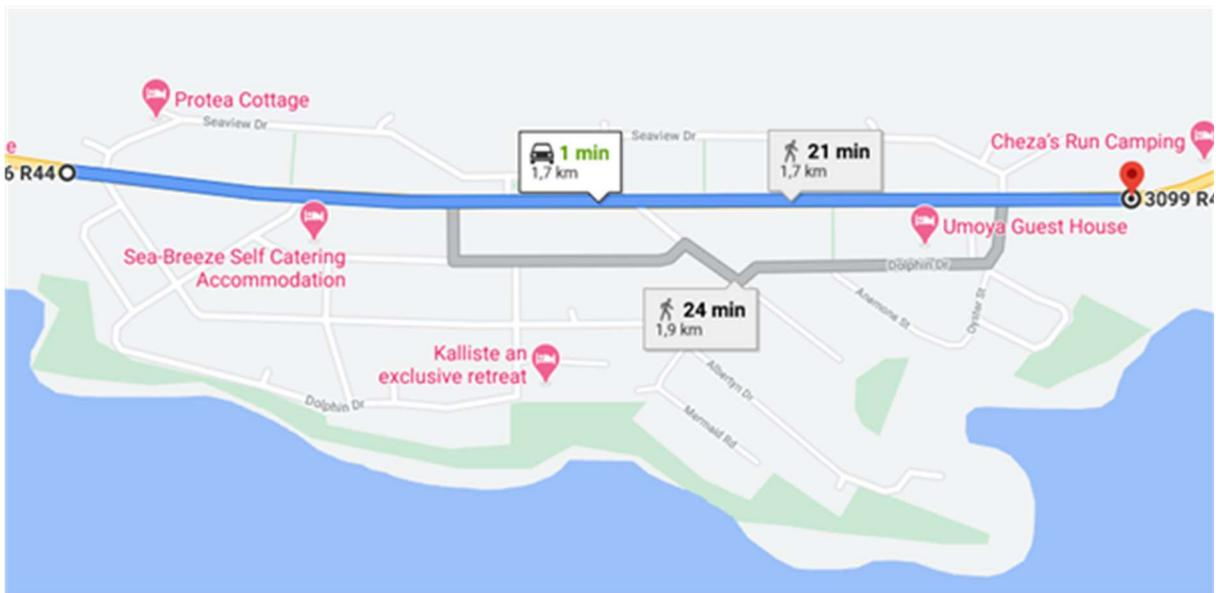 Protea Cottage
Seaview Dr
Seaview Dr
1 min
1,7 km
21 min
1,7 km
Cheza's Run Camping
e
6 R44
3099 R4
Umoya Guest House
Sea-Breeze Self Catering
Accommodation
Dolphin Dr
24 min
1,9 km
Anemone St
Oyster St
Kalliste an
exclusive retreat
Albertyn Dr
Dolphin Dr
Mermaid Rd